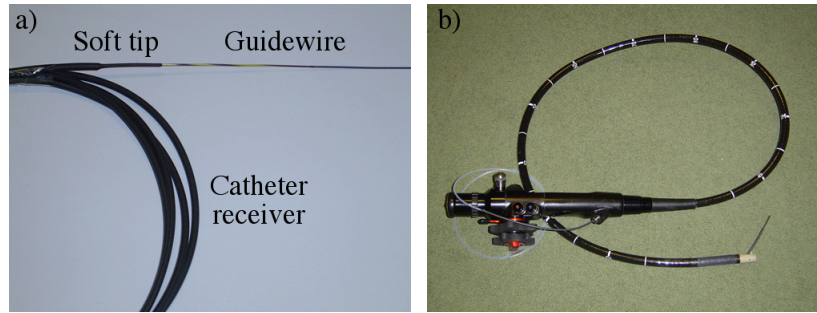 a)
Soft tip
Guidewire
Catheter
receiver
b)